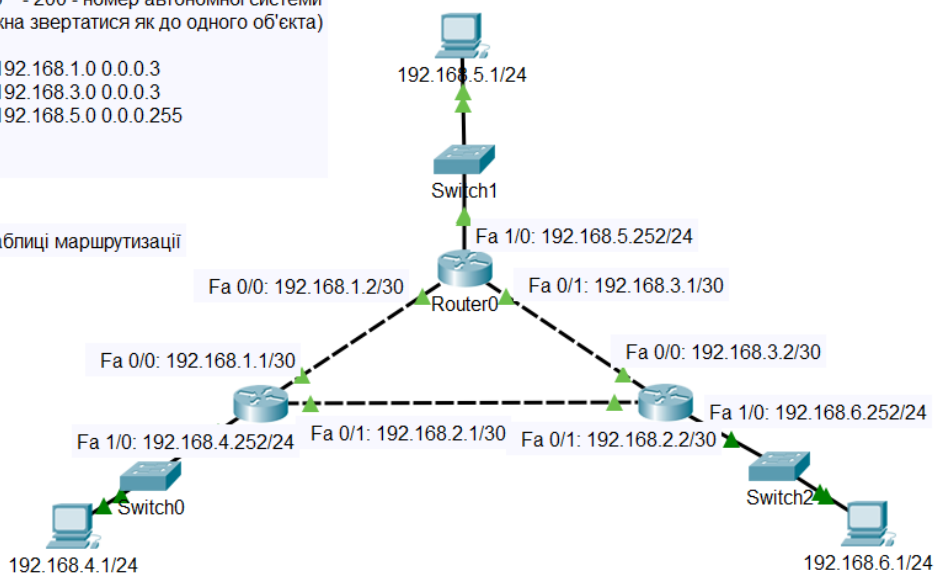 - 200 - номер автономної системи
звертатися як до одного об'єкта)
192.168.1.0 0.0.0.3
192.168.3.0 0.0.0.3
192.168.5.0 0.0.0.255
маршрутизації
192.168.5.1/24
Switch1
Fa 1/0: 192.168.5.252/24
Fa 0/0: 192.168.1.2/30
Fa 0/1: 192.168.3.1/30
Router0
Fa 0/0: 192.168.1.1/30
Fa 0/0: 192.168.3.2/30
Fa 1/0: 192.168.4.252/24
Fa 0/1: 192.168.2.1/30
Fa 0/1: 192.168.2.2/30
Fa 1/0: 192.168.6.252/24
Switch0
Switch2
192.168.4.1/24
192.168.6.1/24